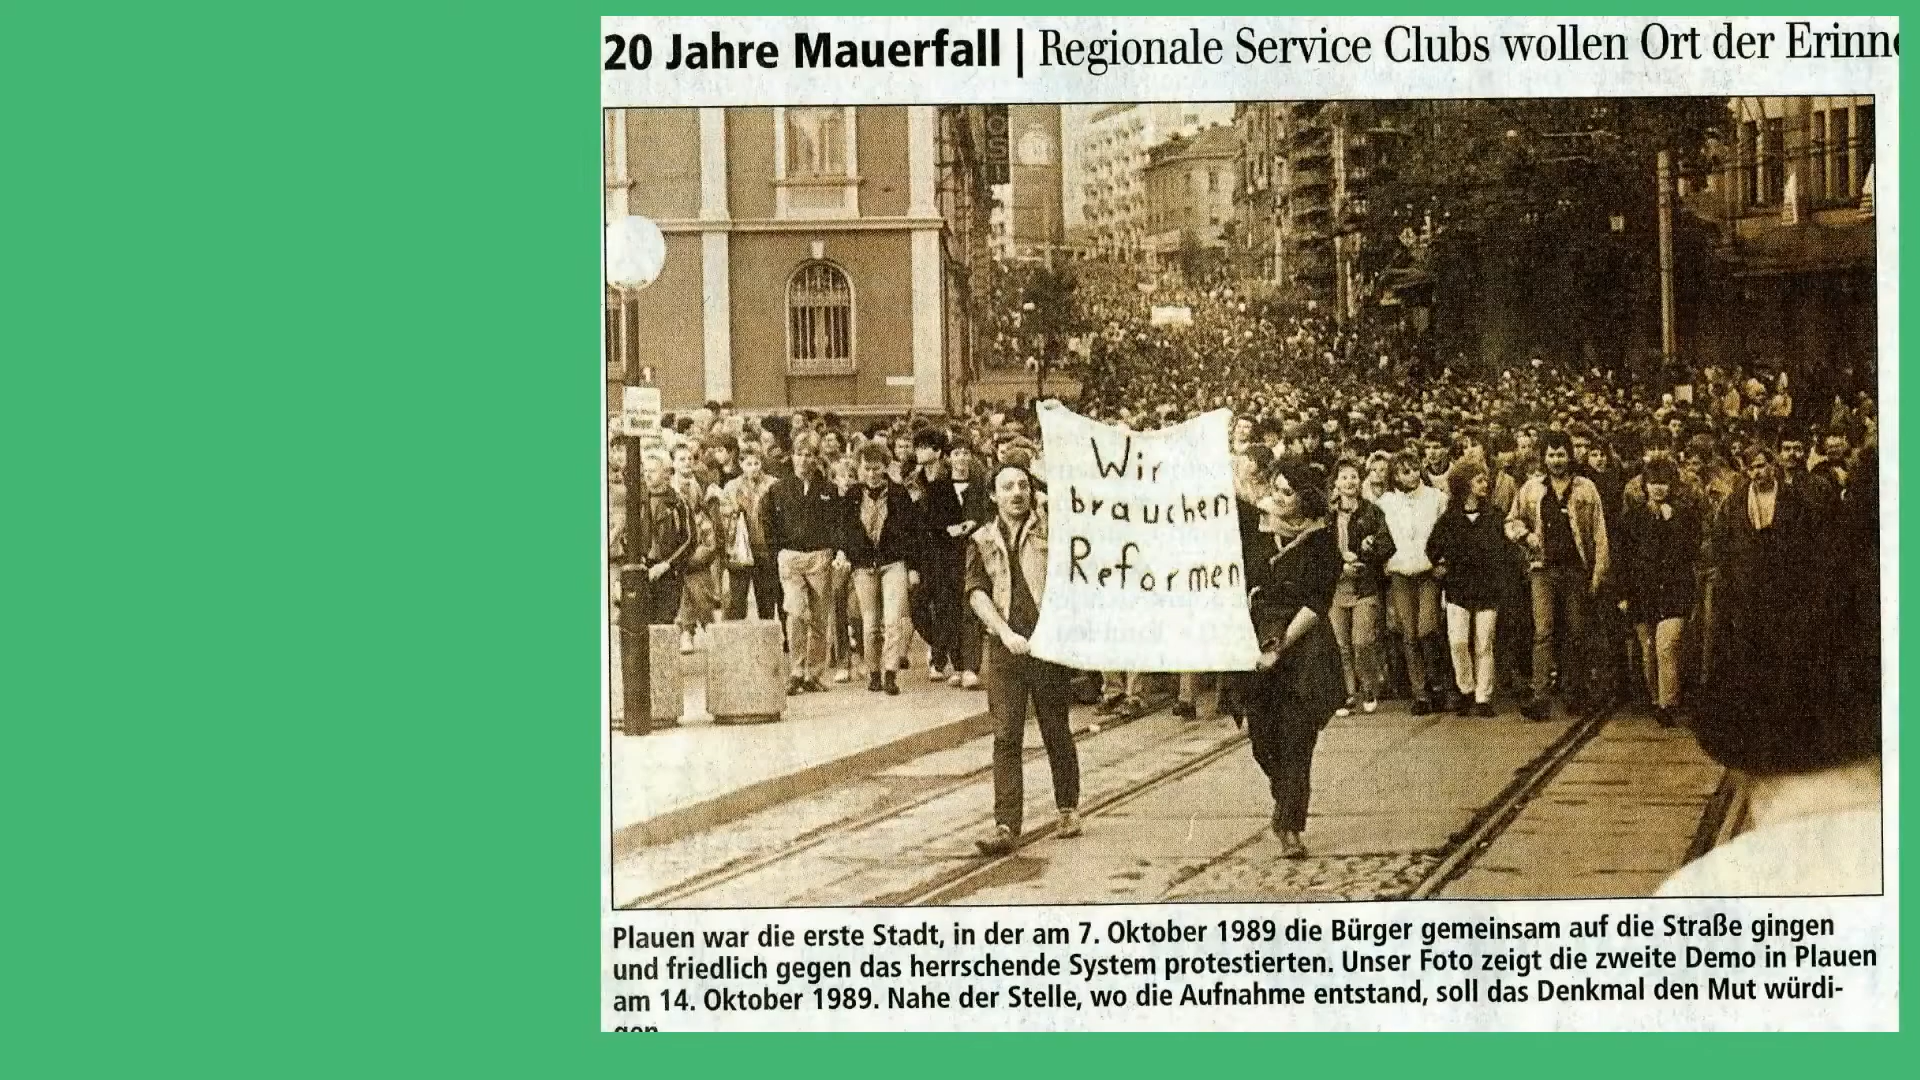 20 Jahre Mauerfall | Regionale Service Clubs wollen Ort der
Wir
brauchen
Reformen
Plauen war die erste Stadt, in der am 7. Oktober 1989 die Bürger gemeinsam auf die Straße gingen
und friedlich gegen das herrschende System protestierten. Unser Foto zeigt die zweite Demo in Plauen
am 14. Oktober 1989. Nahe der Stelle, wo die Aufnahme entstand, soll das Denkmal den Mut würdi-